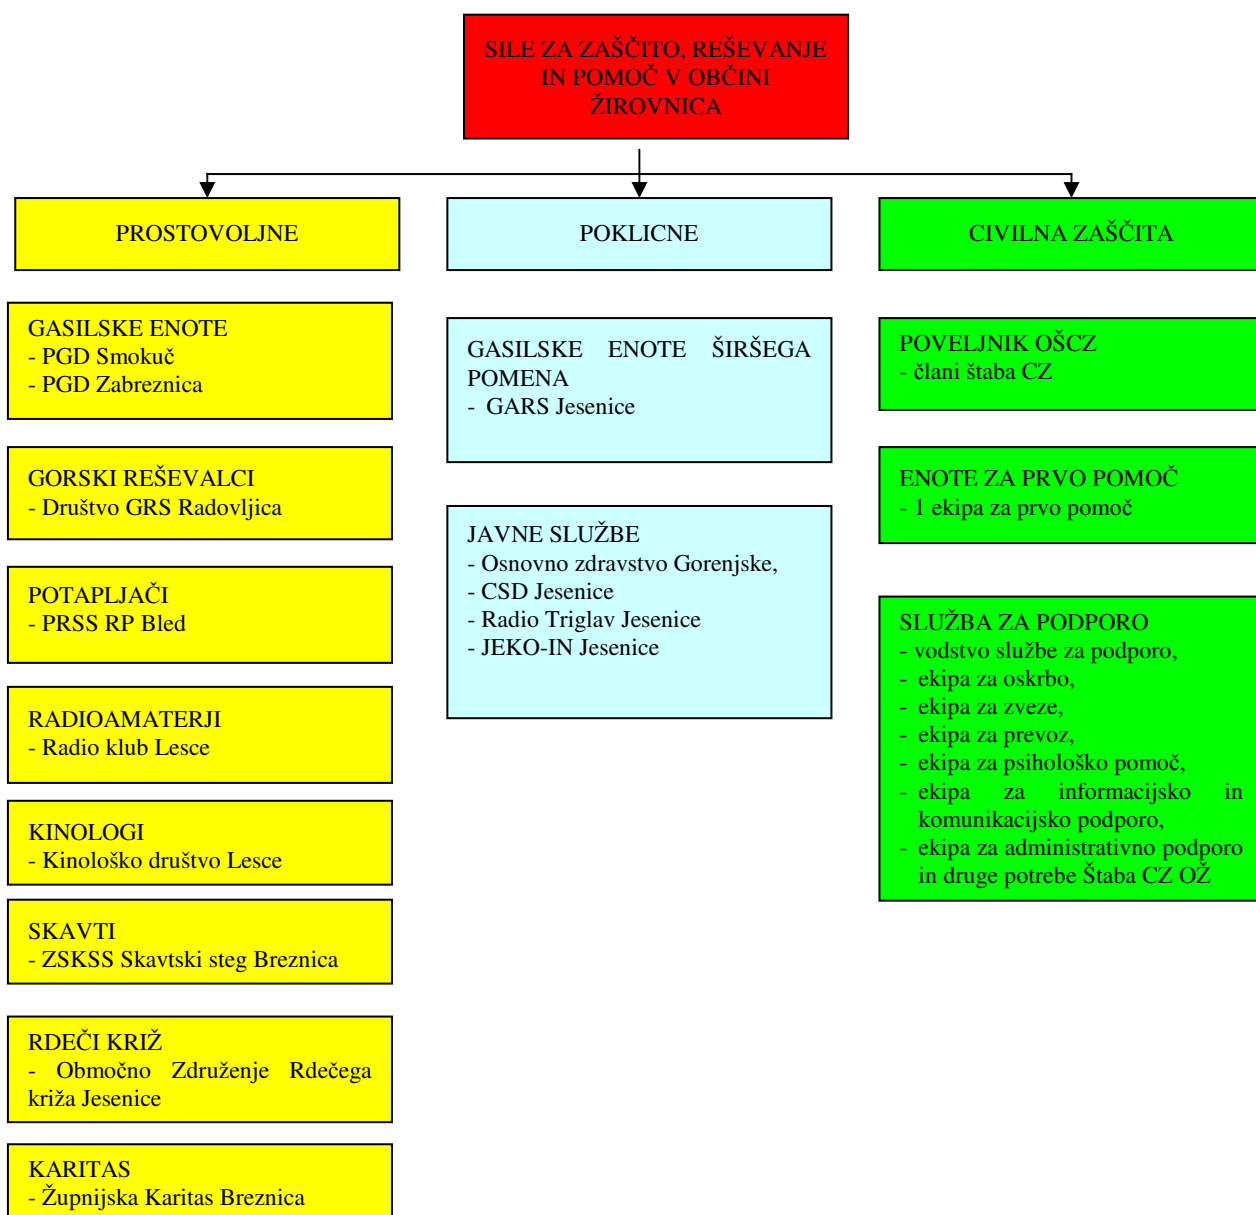 SILE ZA ZAŠČITO, REŠEVANJE
IN POMOČ V OBČINI
ŽIROVNICA
PROSTOVOLJNE
POKLICNE
CIVILNA ZAŠČITA
GASILSKE ENOTE
- PGD Smokuč
- PGD Zabreznica
GORSKI REŠEVALCI
- Društvo GRS Radovljica
POTAPLJAČI
- PRSS RP Bled
RADIOAMATERJI
- Radio klub Lesce
KINOLOGI
- Kinološko društvo Lesce
SKAVTI
- ZSKSS Skavtski steg Breznica
RDEČI KRIŽ
- Območno Združenje Rdečega
križa Jesenice
KARITAS
- Župnijska Karitas Breznica
GASILSKE ENOTE ŠIRŠEGA
POMENA
- GARS Jesenice
JAVNE SLUŽBE
- Osnovno zdravstvo Gorenjske,
- CSD Jesenice
- Radio Triglav Jesenice
- JEKO-IN Jesenice
POVELJNIK OŠCZ
- člani štaba CZ
ENOTE ZA PRVO POMOČ
- 1 ekipa za prvo pomoč
SLUŽBA ZA PODPORO
- vodstvo službe za podporo,
- ekipa za oskrbo,
- ekipa za zveze,
- ekipa za prevoz,
- ekipa za psihološko pomoč,
- ekipa za informacijsko in
komunikacijsko podporo,
- ekipa za administrativno podporo
in druge potrebe Štaba CZ OŽ